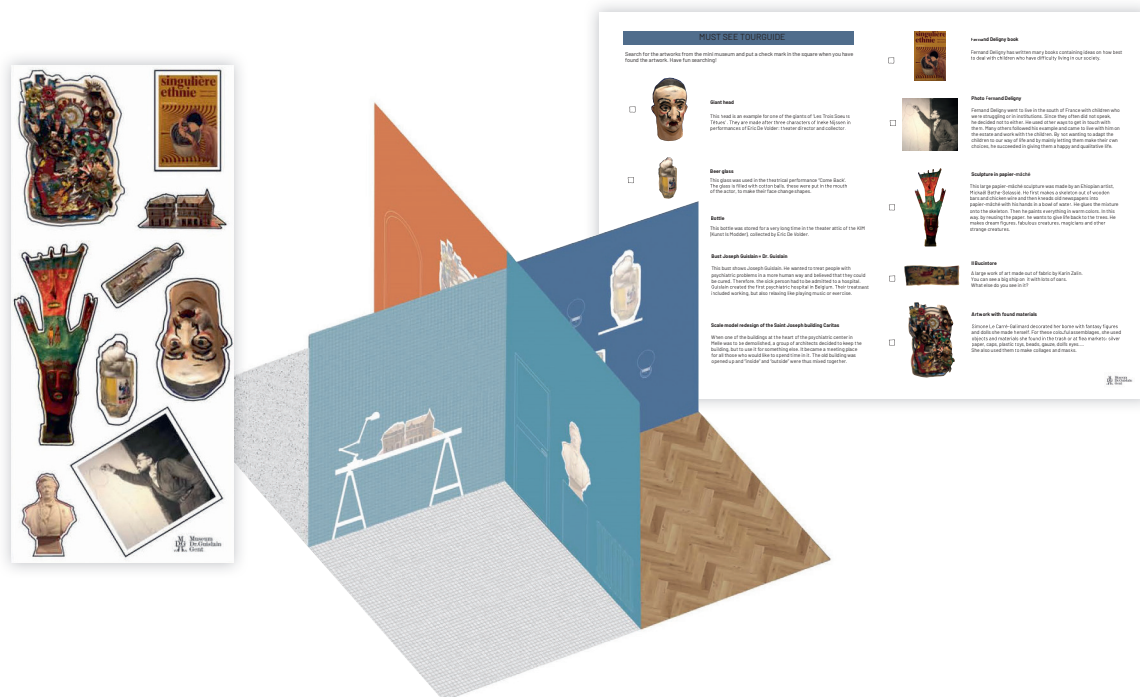 singulière
ethnie
Museum
Dr. Guislain
Gent
MUST SEE TOURGUIDE
Search for the artworks from the mini museum and put a check mark in the square when you have
found the artwork. Have fun searching!
Giant head
This head is an example for one of the giants of 'Les Trois Soeurs
Têtues'. They are made after three characters of Ineke Nijssen in
performances of Eric De Volder: theater director and collector.
Beer glass
This glass was used in the theatrical performance "Come Back'.
The glass is filled with cotton balls, these were put in the mouth
of the actor, to make their face change shapes.
Bottle
This bottle was stored for a very long time in the theater attic of the KIM
(Kunst Is Modder), collected by Eric De Volder.
Bust Joseph Guislain = Dr. Guislain
This bust shows Joseph Guislain. He wanted to treat people with
psychiatric problems in a more human way and believed that they could
be cured. Therefore, the sick person had to be admitted to a hospital.
Guislain created the first psychiatric hospital in Belgium. Their treatment
included working, but also relaxing like playing music or exercise.
Scale model redesign of the Saint Joseph building Caritas
When one of the buildings at the heart of the psychiatric center in
Melle was to be demolished, a group of architects decided to keep the
building, but to use it for something else. It became a meeting place
for all those who would like to spend time in it. The old building was
opened up and "inside" and "outside" were thus mixed together.
singulière
ethnie
Fernand Deligny book
Fernand Deligny has written many books containing ideas on how best
to deal with children who have difficulty living in our society.
Photo Fernand Deligny
Fernand Deligny went to live in the south of France with children who
were struggling or in institutions. Since they often did not speak,
he decided not to either. He used other ways to get in touch with
them. Many others followed his example and came to live with him on
the estate and work with the children. By not wanting to adapt the
children to our way of life and by mainly letting them make their own
choices, he succeeded in giving them a happy and qualitative life.
Sculpture in papier-mâché
This large papier-mâché sculpture was made by an Ethiopian artist,
Mickaël Bethe-Selassié. He first makes a skeleton out of wooden
bars and chicken wire and then kneads old newspapers into
papier-mâché with his hands in a bowl of water. He glues the mixture
onto the skeleton. Then he paints everything in warm colors. In this
way, by reusing the paper, he wants to give life back to the trees. He
makes dream figures, fabulous creatures, magicians and other
strange creatures.
Il Bucintoro
A large work of art made out of fabric by Karin Zalin.
You can see a big ship on it with lots of oars.
What else do you see in it?
Artwork with found materials
Simone Le Carré-Galimard decorated her home with fantasy figures
and dolls she made himself. For these colouful assemblages, she used
objects and materials she found in the trash or at flea markets: silver
paper, caps, plastic toys, beads, gauze, dolls eyes...
She also used them to make collages and masks.
Museum
Dr. Guislain
Gent